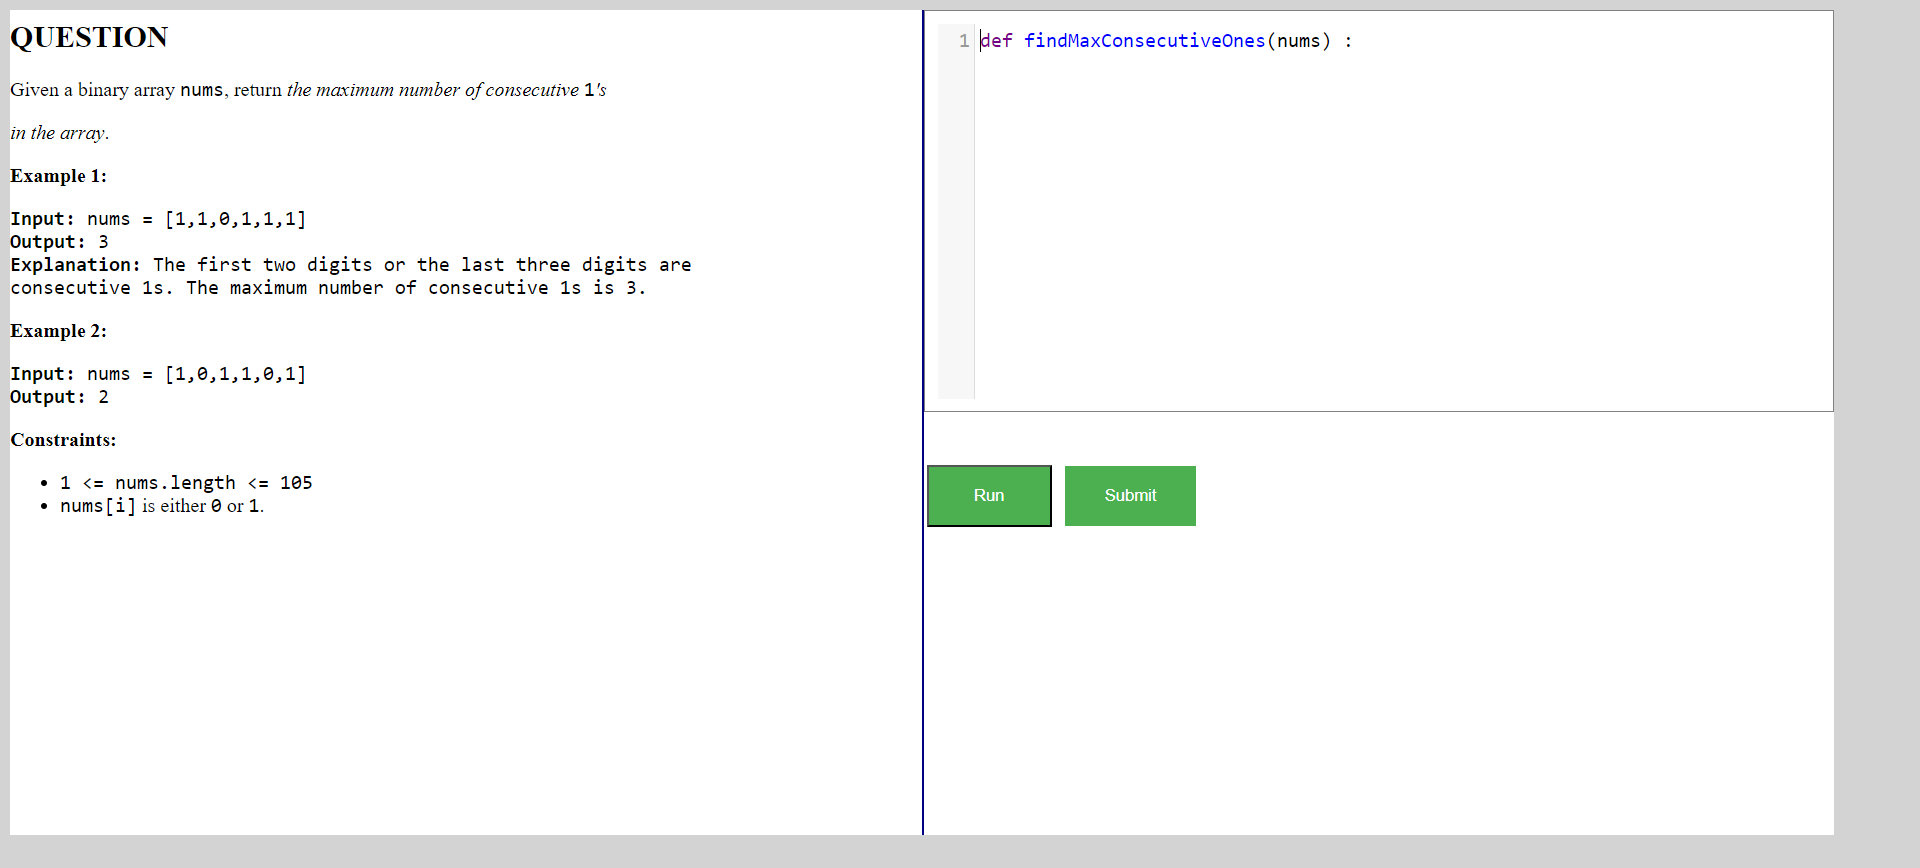 QUESTION
Given a binary array nums, return the maximum number of consecutive 1's
in the array.
Example 1:
Input: nums = [1,1,0,1,1,1]
Output: 3
Explanation: The first two digits or the last three digits are
consecutive 1s. The maximum number of consecutive 1s is 3.
Example 2:
Input: nums = [1,0,1,1,0,1]
Output: 2
Constraints:
• 1 <= nums.length <= 105
• nums[i] is either 0 or 1.
1 def findMaxConsecutiveOnes(nums) :
Run Submit